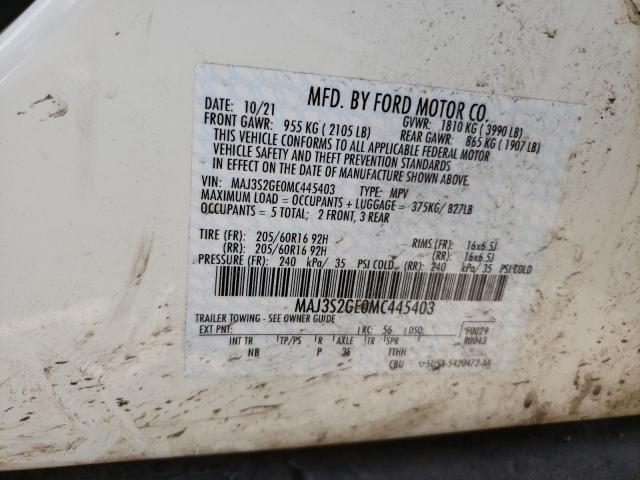 MFD. BY FORD MOTOR CO.
DATE: 10/21 GVWR: 1810 KG ( 3990 LB)
FRONT GAWR: 955 KG ( 2105 LB) REAR GAWR: 865 KG ( 1907 LB)
THIS VEHICLE CONFORMS TO ALL APPLICABLE FEDERAL MOTOR
VEHICLE SAFETY AND THEFT PREVENTION STANDARDS
IN EFFECT ON THE DATE OF MANUFACTURE SHOWN ABOVE.
VIN: MAJ3S2GE0MC445403 TYPE: MPV
MAXIMUM LOAD = OCCUPANTS + LUGGAGE = 375KG/ 827LB
OCCUPANTS = 5 TOTAL; 2 FRONT, 3 REAR
TIRE (FR): 205/60R16 92H RIMS (FR): 16x6.5J
(RR): 205/60R16 92H (RR): 16x6.5J
PRESSURE (FR): 240 kPa/ 35 PSI COLD (RR): 240 kPa/ 35 PSI COLD
MAJ3S2GE0MC445403
TRAILER TOWING - SEE OWNER GUIDE
EXT PNT: RC: 56 DSO: F0029
R0043
INT TR TP/PS R AXLE TR SPR
NB P 36 TTHH
CBU 5U5A-5420472-AA